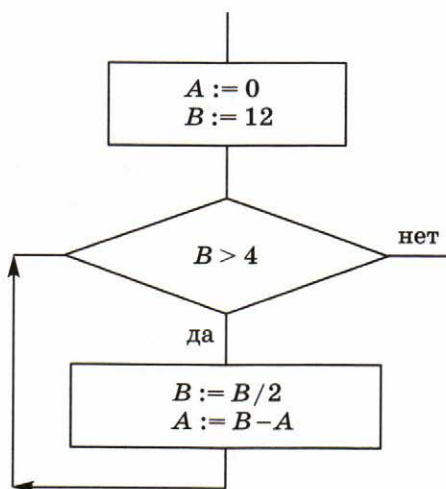 A := 0
B := 12
B > 4
нет
да
B := B/2
A := B – A